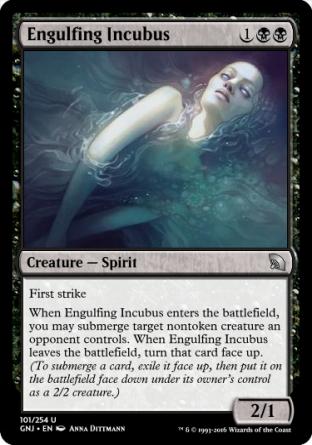 Engulfing Incubus 1
Creature — Spirit
First strike
When Engulfing Incubus enters the battlefield,
you may submerge target nontoken creature an
opponent controls. When Engulfing Incubus
leaves the battlefield, turn that card face up.
(To submerge a card, exile it face up, then put it on
the battlefield face down under its owner's control
as a 2/2 creature.)
2/1
101/254 U
GNJ • EN Anna Dittmann
™ & © 1993-2016 Wizards of the Coast